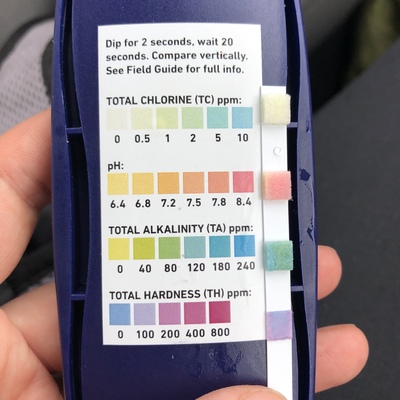 Dip for 2 seconds, wait 20
seconds. Compare vertically.
See Field Guide for full info.
TOTAL CHLORINE (TC) ppm:
0 0.5 1 2 5 10
pH:
6.4 6.8 7.2 7.5 7.8 8.4
TOTAL ALKALINITY (TA) ppm:
0 40 80 120 180 240
TOTAL HARDNESS (TH) ppm:
0 100 200 400 800